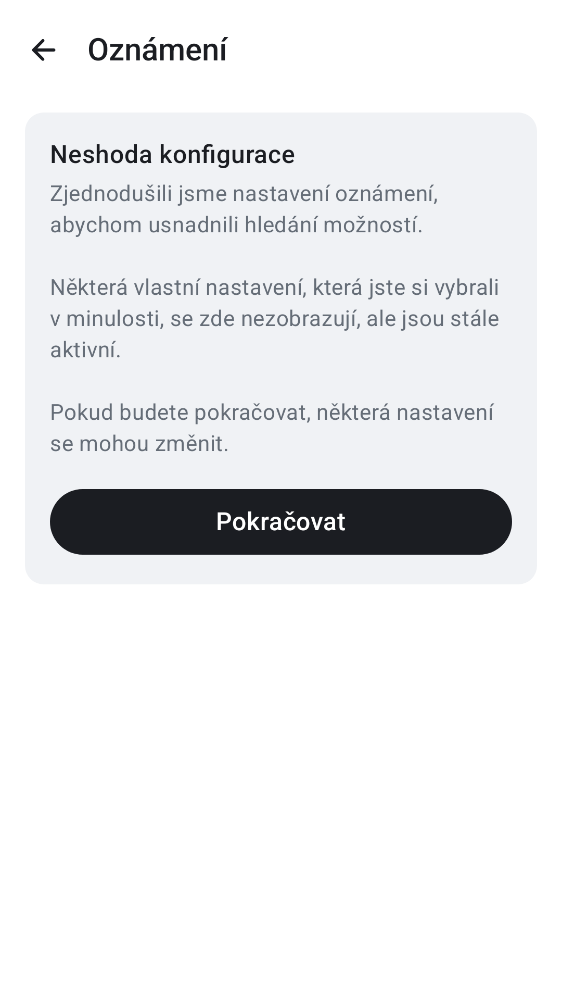 Oznámení
Neshoda konfigurace
Zjednodušili jsme nastavení oznámení,
abychom usnadnili hledání možností.
Některá vlastní nastavení, která jste si vybrali
v minulosti, se zde nezobrazují, ale jsou stále
aktivní.
Pokud budete pokračovat, některá nastavení
se mohou změnit.
Pokračovat